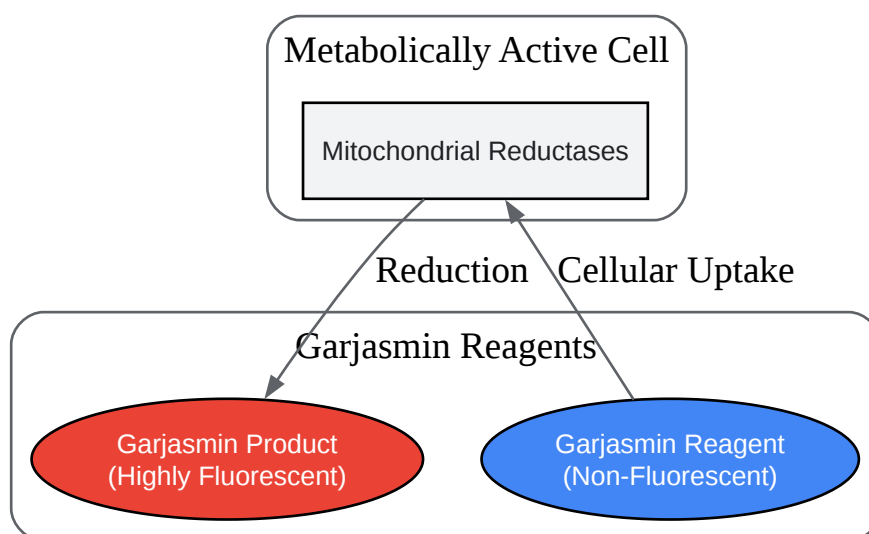 Metabolically Active Cell
Mitochondrial Reductases
Reduction
Cellular Uptake
Garjasmin Reagents
Garjasmin Product
(Highly Fluorescent)
Garjasmin Reagent
(Non-Fluorescent)